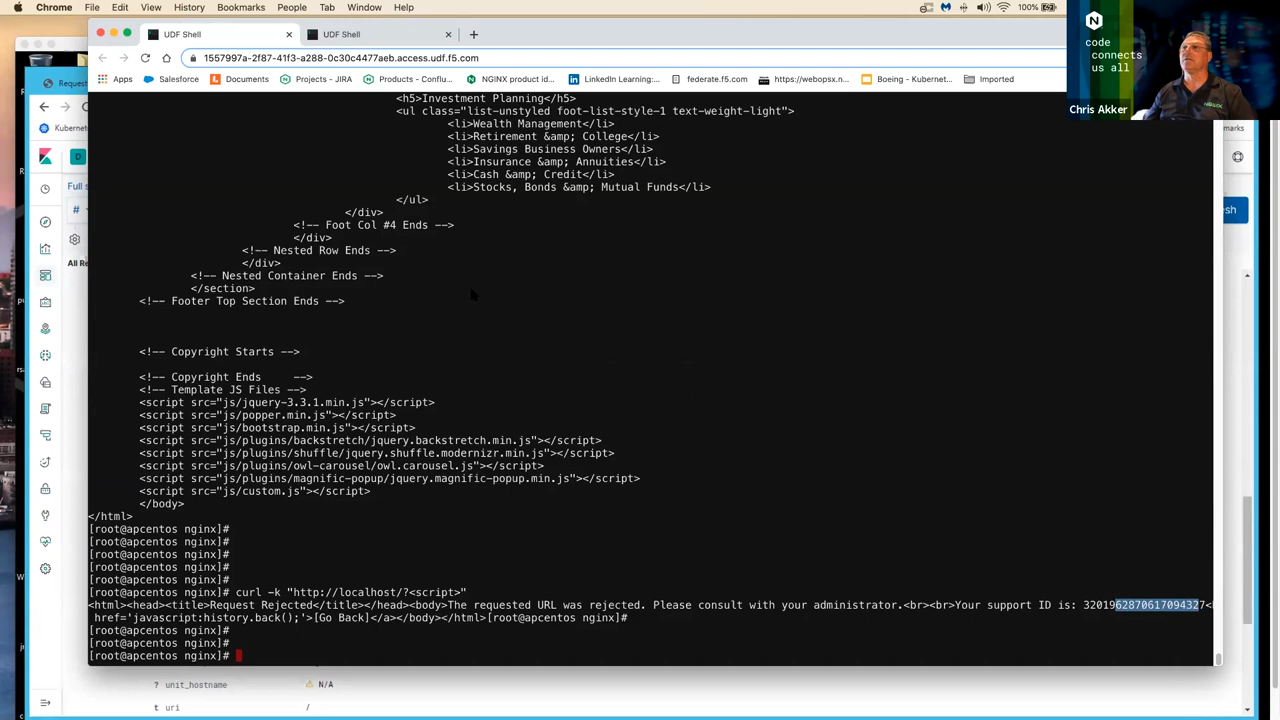 Chrome File Edit View History Bookmarks People Tab Window Help 100%
UDF Shell UDF Shell
1557997a-2f87-41f3-a288-0c30c4477aeb.access.udf.f5.com
Apps Salesforce Documents Projects - JIRA Products - Conflu... NGINX product id... LinkedIn Learning:... federate.f5.com https://webopsx.n... Boeing - Kubernet... Imported
code
connects
us all
Chris Akker
Request
Kubernet
marks
D
Full s
esh
All Re
<h5>Investment Planning</h5>
<ul class="list-unstyled foot-list-style-1 text-weight-light">
<li>Wealth Management</li>
<li>Retirement &amp; College</li>
<li>Savings Business Owners</li>
<li>Insurance &amp; Annuities</li>
<li>Cash &amp; Credit</li>
<li>Stocks, Bonds &amp; Mutual Funds</li>
</ul>
</div>
<!-- Foot Col #4 Ends -->
</div>
<!-- Nested Row Ends -->
</div>
<!-- Nested Container Ends -->
</section>
<!-- Footer Top Section Ends -->
<!-- Copyright Starts -->
<!-- Copyright Ends -->
<!-- Template JS Files -->
<script src="js/jquery-3.3.1.min.js"></script>
<script src="js/popper.min.js"></script>
<script src="js/bootstrap.min.js"></script>
<script src="js/plugins/backstretch/jquery.backstretch.min.js"></script>
<script src="js/plugins/shuffle/jquery.shuffle.modernizr.min.js"></script>
<script src="js/plugins/owl-carousel/owl.carousel.js"></script>
<script src="js/plugins/magnific-popup/jquery.magnific-popup.min.js"></script>
<script src="js/custom.js"></script>
</body>
</html>
[root@apcentos nginx]#
[root@apcentos nginx]#
[root@apcentos nginx]#
[root@apcentos nginx]#
[root@apcentos nginx]#
[root@apcentos nginx]# curl -k "http://localhost/?<script>"
<html><head><title>Request Rejected</title></head><body>The requested URL was rejected. Please consult with your administrator.<br><br>Your support ID is: 3201962870617094327<
href='javascript:history.back();'>[Go Back]</a></body></html>[root@apcentos nginx]#
[root@apcentos nginx]#
[root@apcentos nginx]#
[root@apcentos nginx]#
? unit_hostname N/A
t uri /